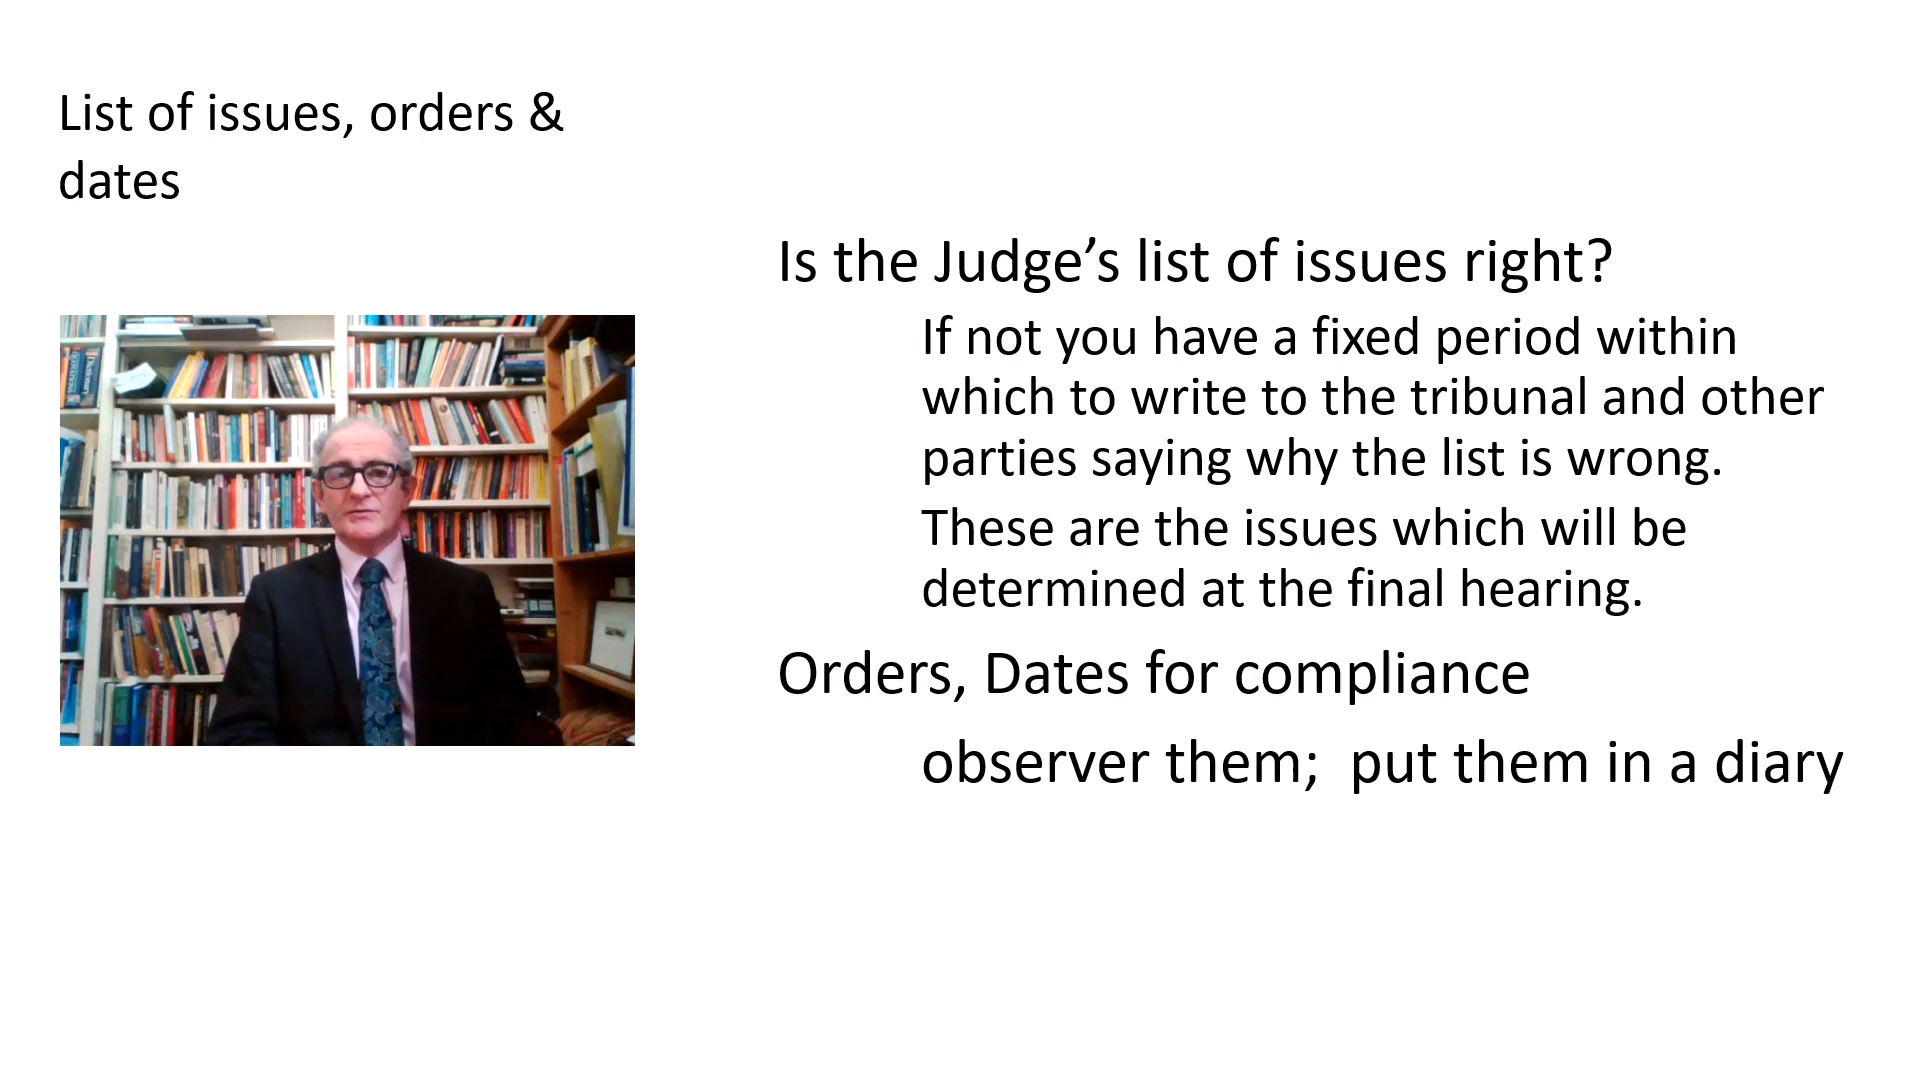 List of issues, orders &
dates
Is the Judge’s list of issues right?
If not you have a fixed period within
which to write to the tribunal and other
parties saying why the list is wrong.
These are the issues which will be
determined at the final hearing.
Orders, Dates for compliance
observer them;  put them in a diary